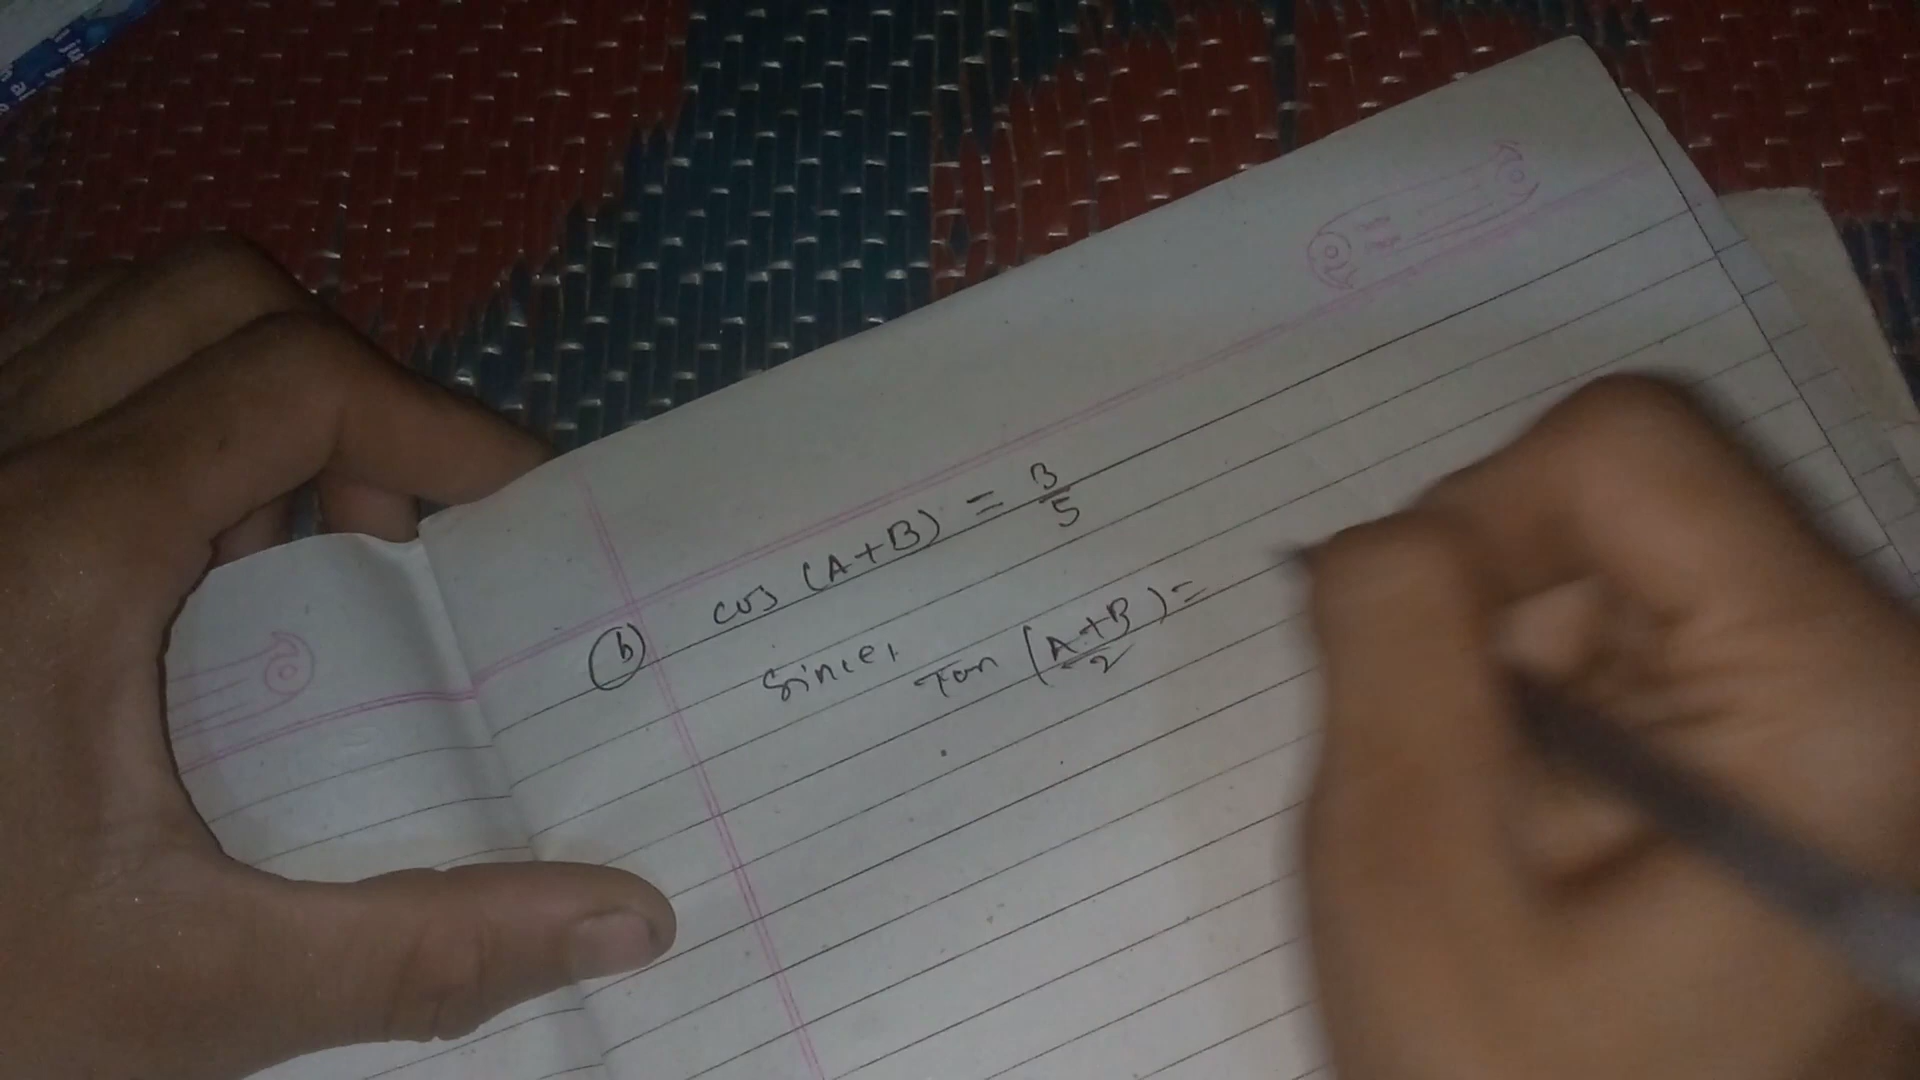 (b) cos (A+B) = 3/5
Since,
Tan (A+B/2) =